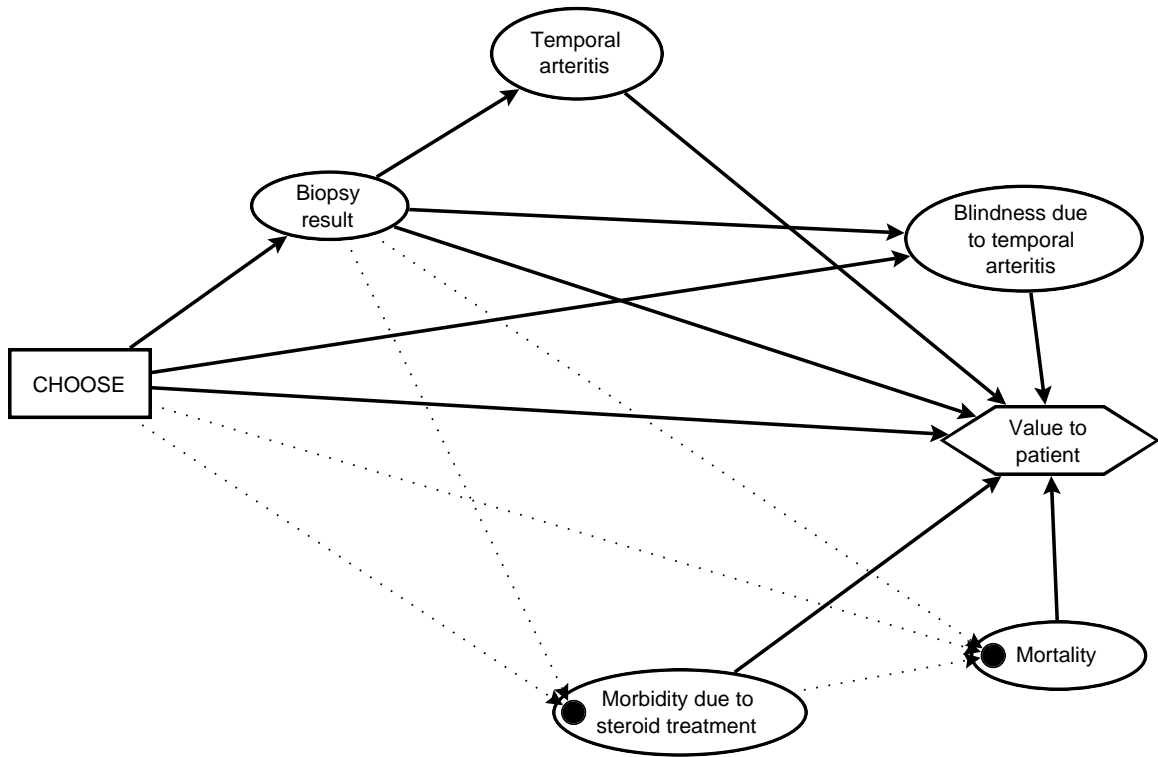 Temporal
arteritis
Biopsy
result
Blindness due
to temporal
arteritis
CHOOSE
Value to
patient
Mortality
Morbidity due to
steroid treatment